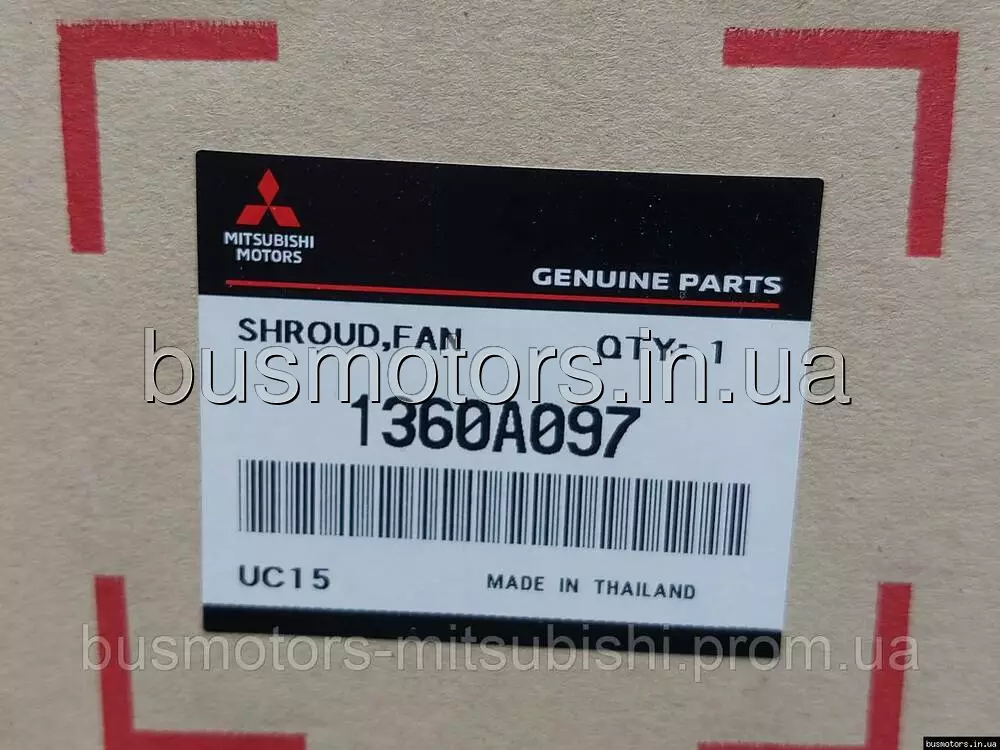 MITSUBISHI
MOTORS
GENUINE PARTS
SHROUD,FAN QTY: 1
busmotors.in.ua
1360A097
UC15 MADE IN THAILAND
busmotors-mitsubishi.prom.ua
busmotors.in.ua